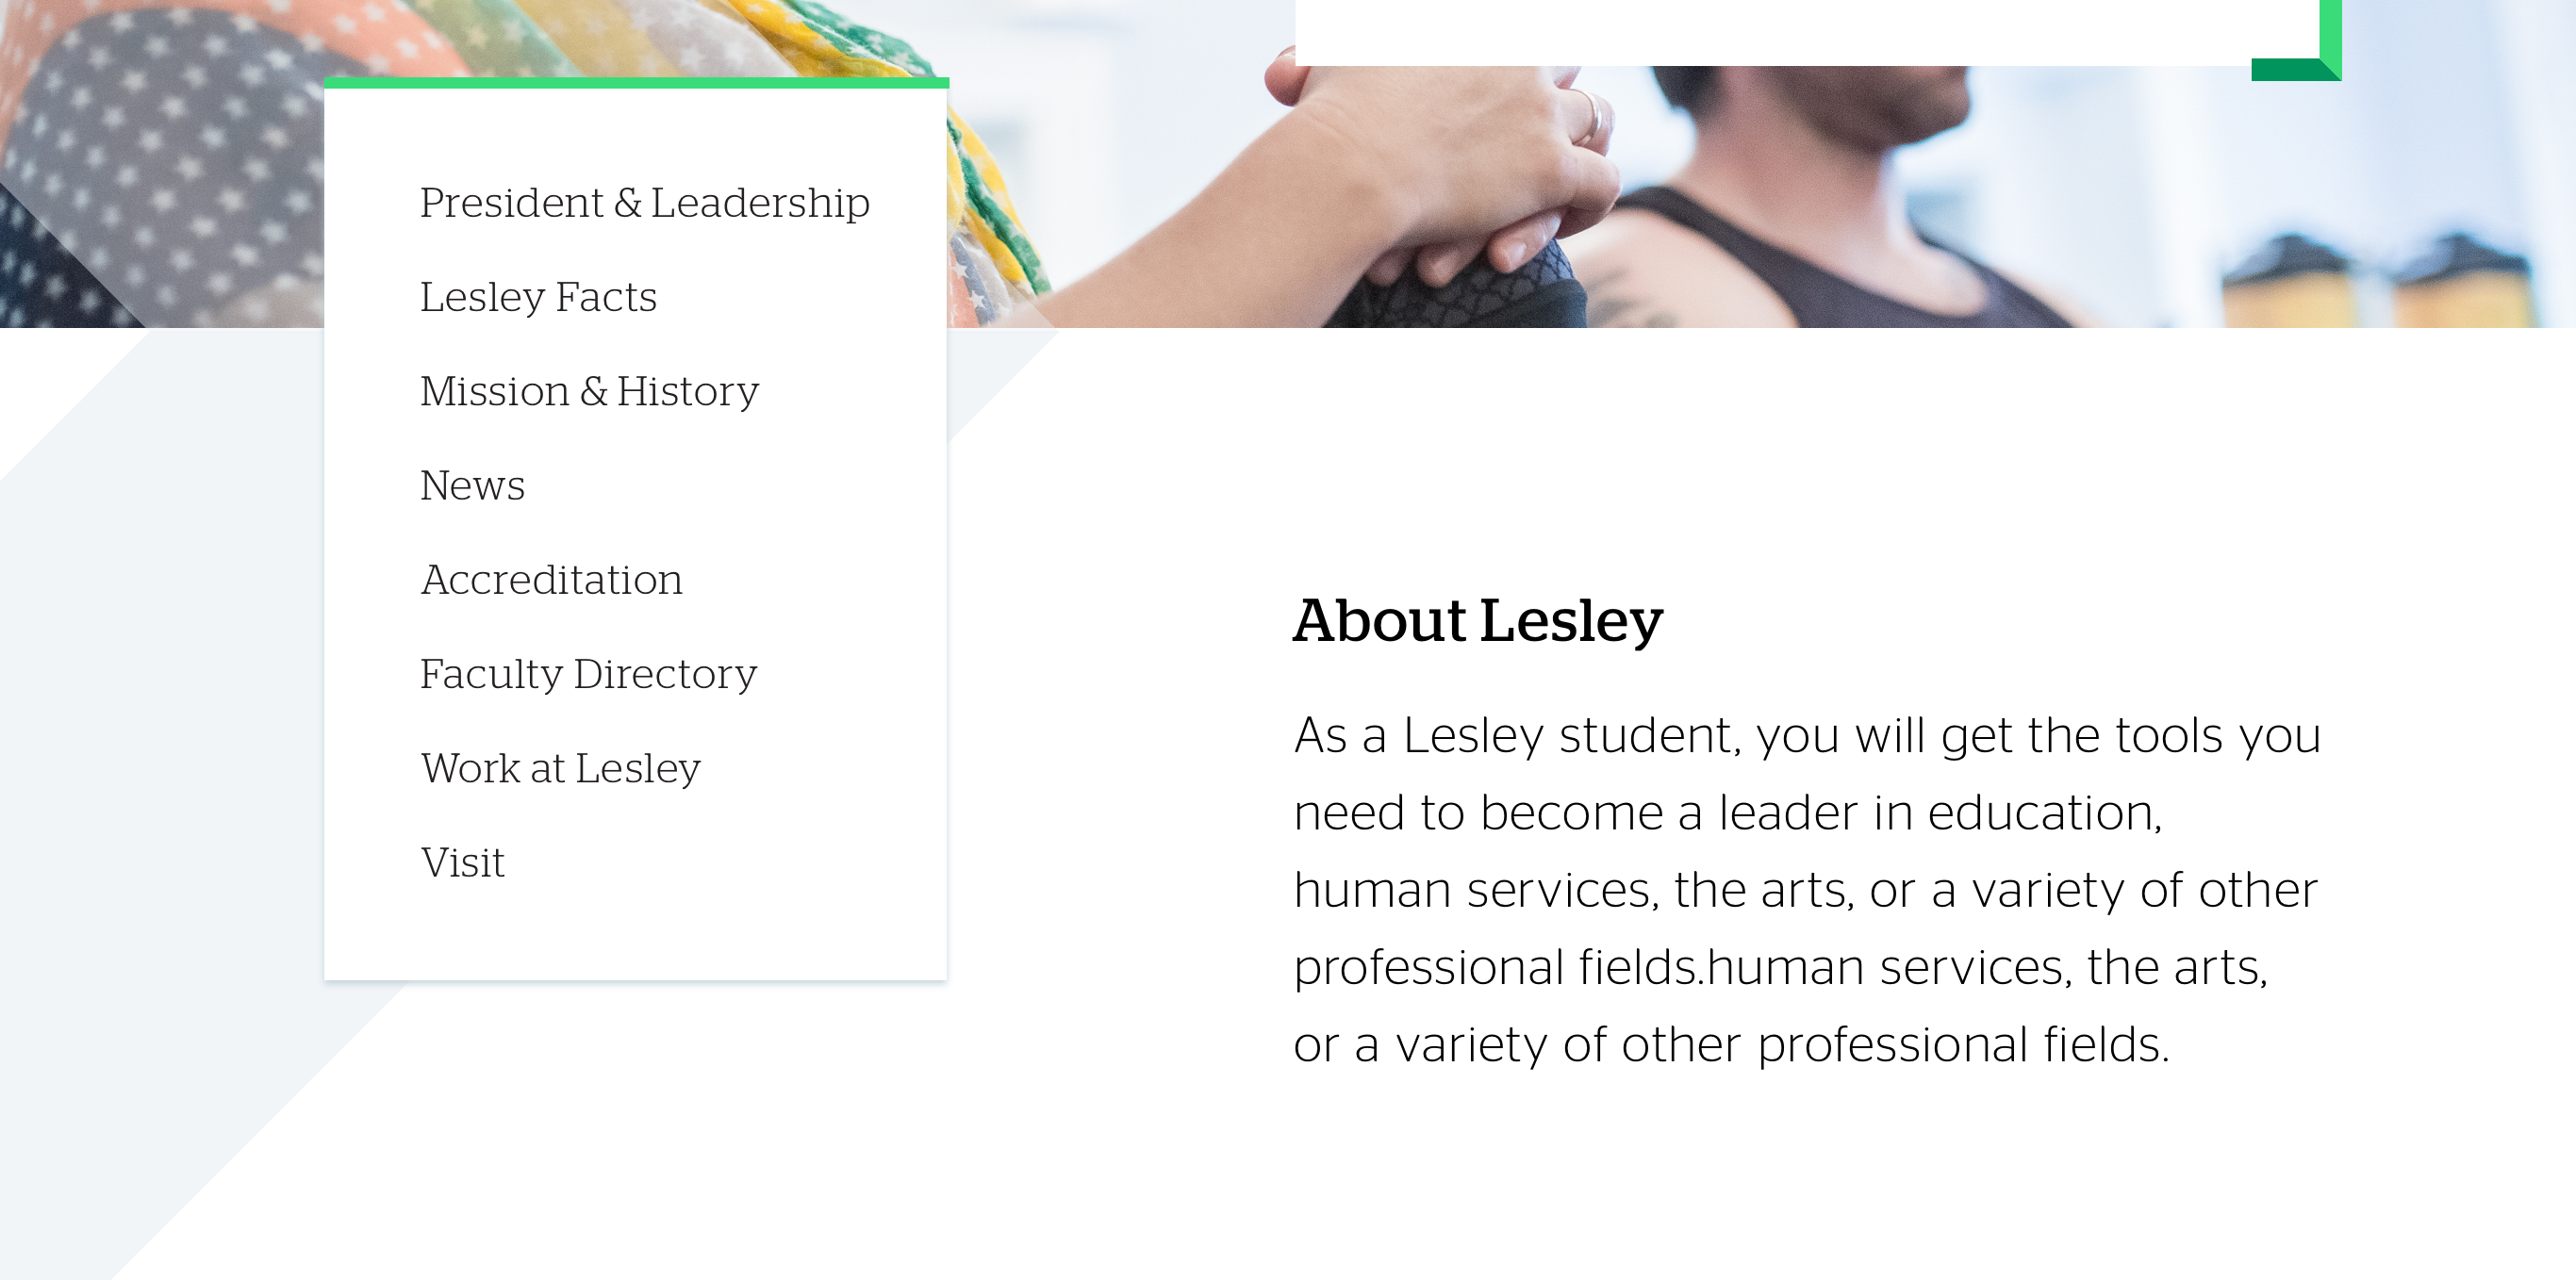 President & Leadership
Lesley Facts
Mission & History
News
Accreditation
Faculty Directory
Work at Lesley
Visit
About Lesley
As a Lesley student, you will get the tools you
need to become a leader in education,
human services, the arts, or a variety of other
professional fields.human services, the arts,
or a variety of other professional fields.